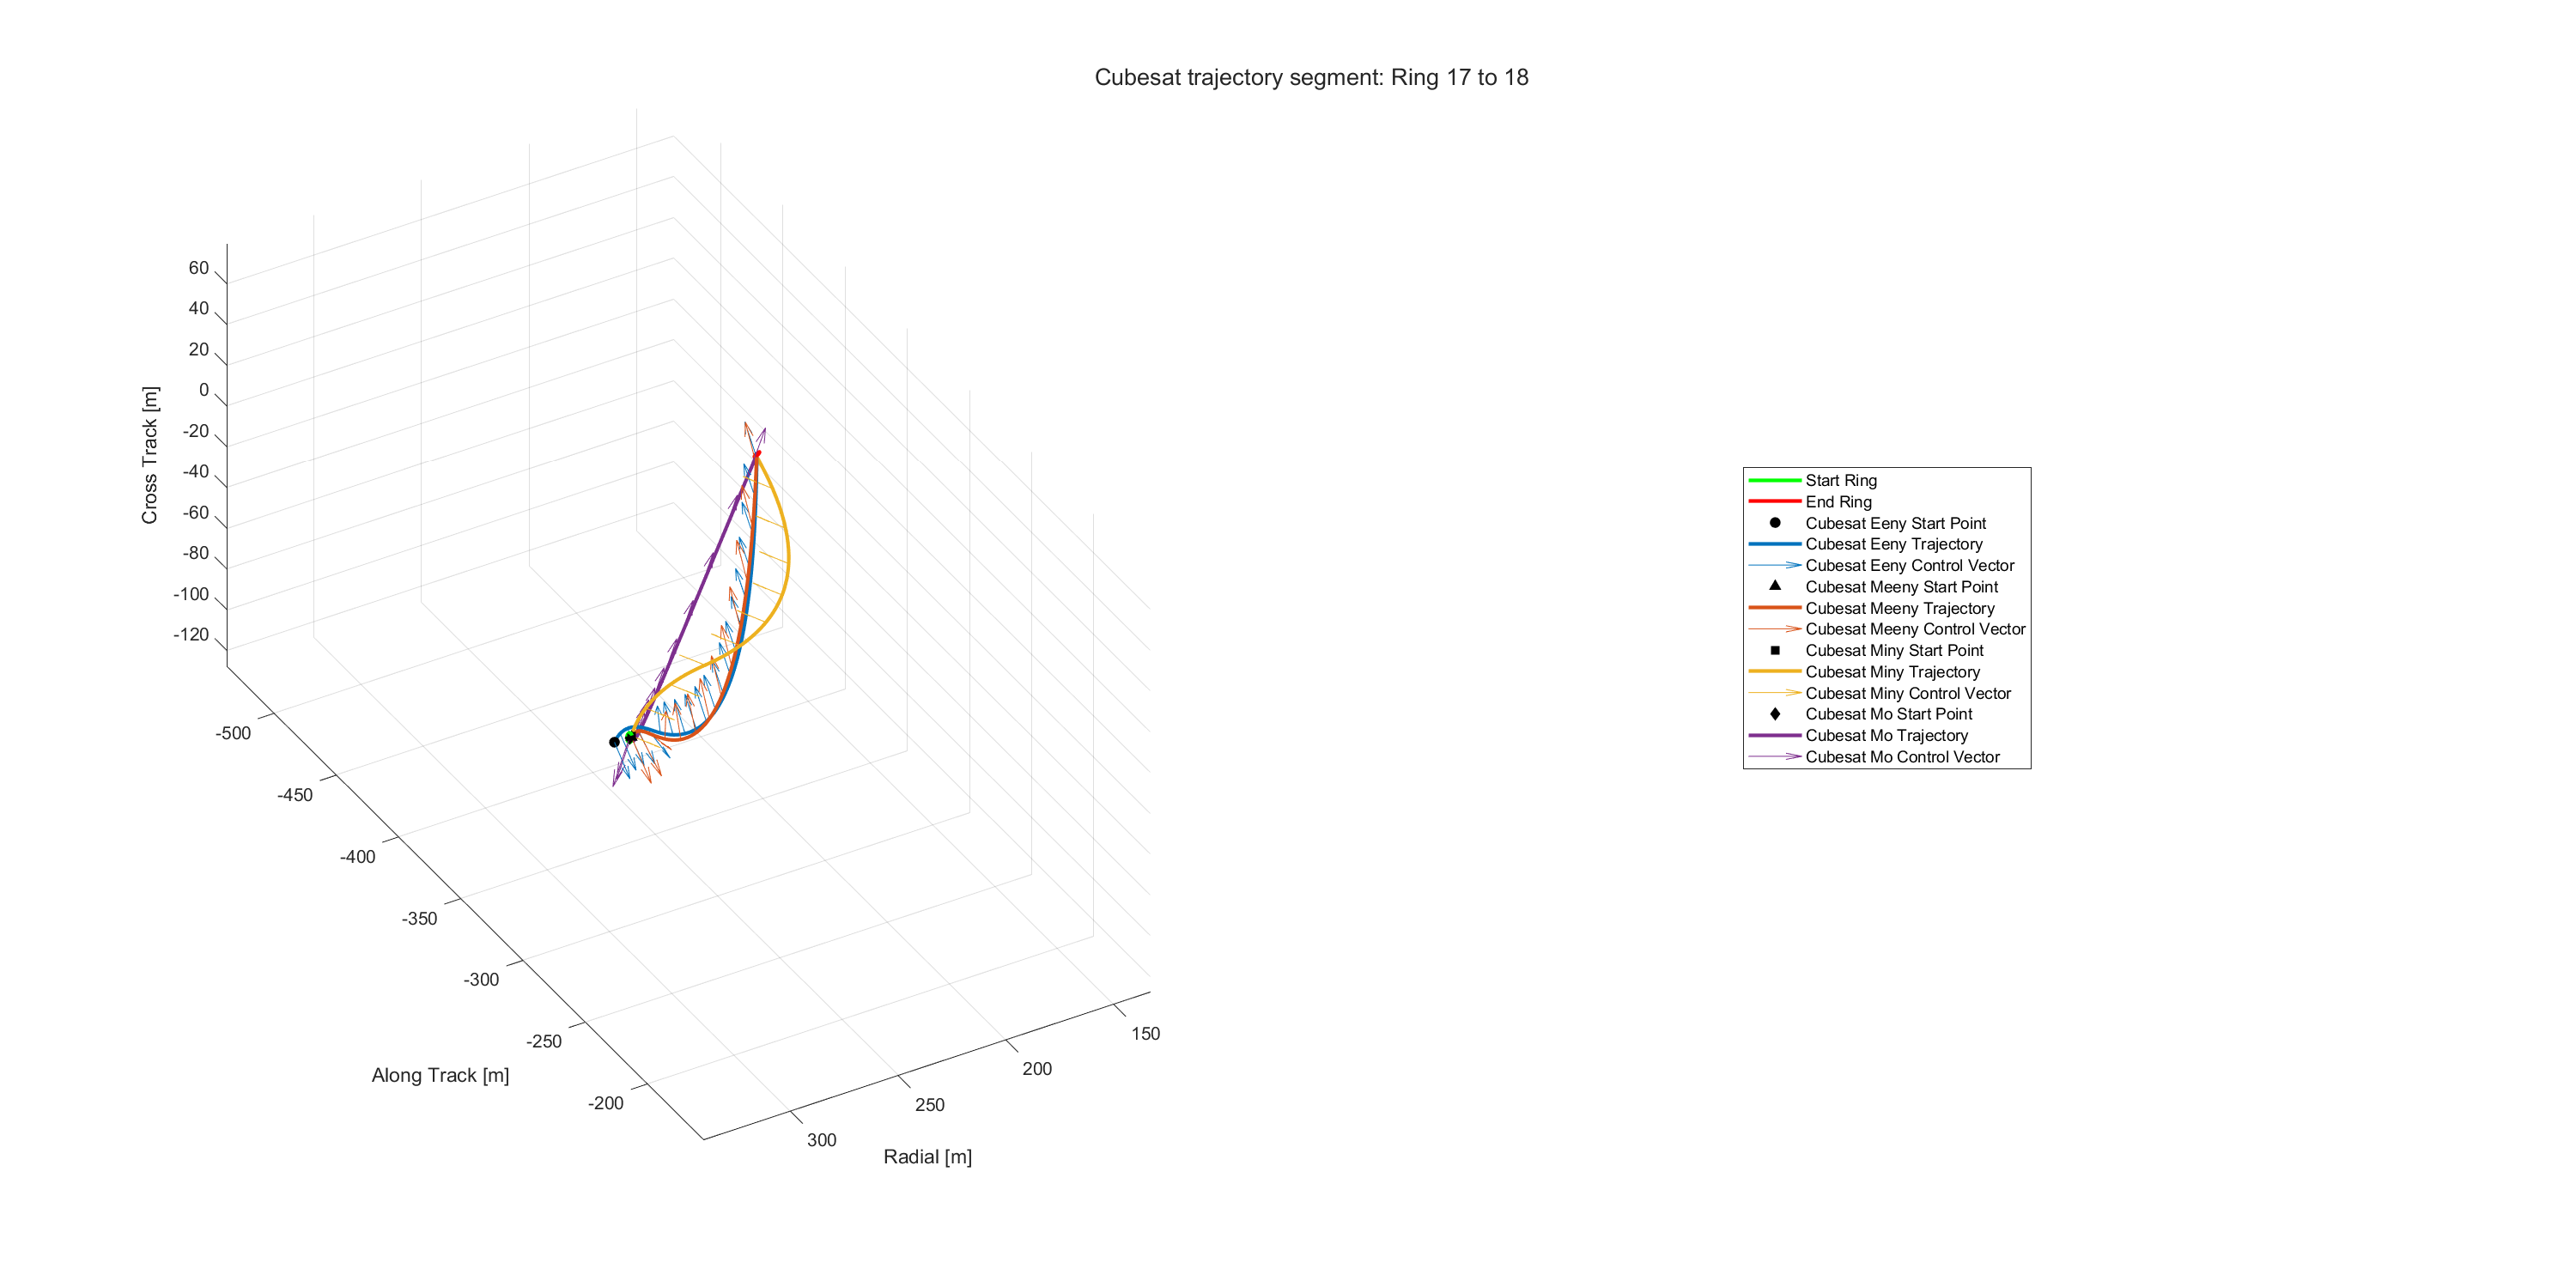 Cubesat trajectory segment: Ring 17 to 18
60
40
20
0
-20
-40
-60
-80
-100
-120
Cross Track [m]
-500
-450
-400
-350
-300
-250
-200
Along Track [m]
300
250
200
150
Radial [m]
Start Ring
End Ring
Cubesat Eeny Start Point
Cubesat Eeny Trajectory
Cubesat Eeny Control Vector
Cubesat Meeny Start Point
Cubesat Meeny Trajectory
Cubesat Meeny Control Vector
Cubesat Miny Start Point
Cubesat Miny Trajectory
Cubesat Miny Control Vector
Cubesat Mo Start Point
Cubesat Mo Trajectory
Cubesat Mo Control Vector